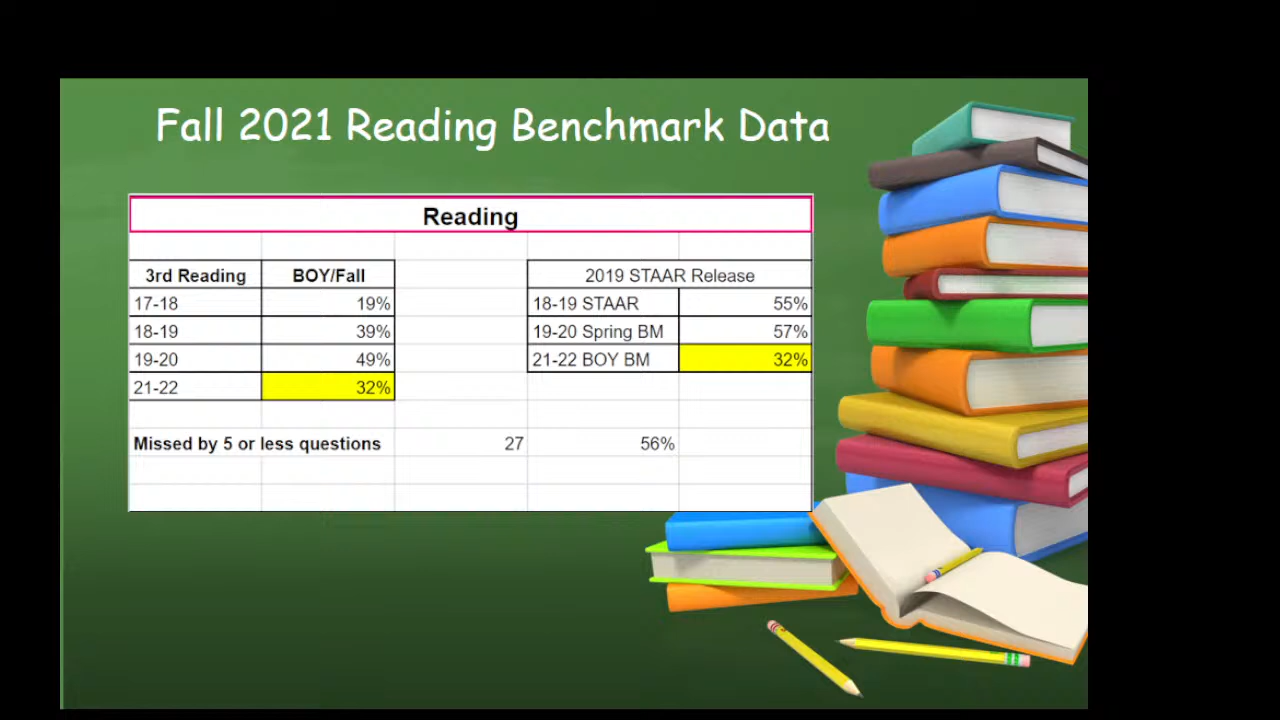 Fall 2021 Reading Benchmark Data
Reading
3rd Reading BOY/Fall 2019 STAAR Release
17-18 19% 18-19 STAAR 55%
18-19 39% 19-20 Spring BM 57%
19-20 49% 21-22 BOY BM 32%
21-22 32%
Missed by 5 or less questions 27 56%